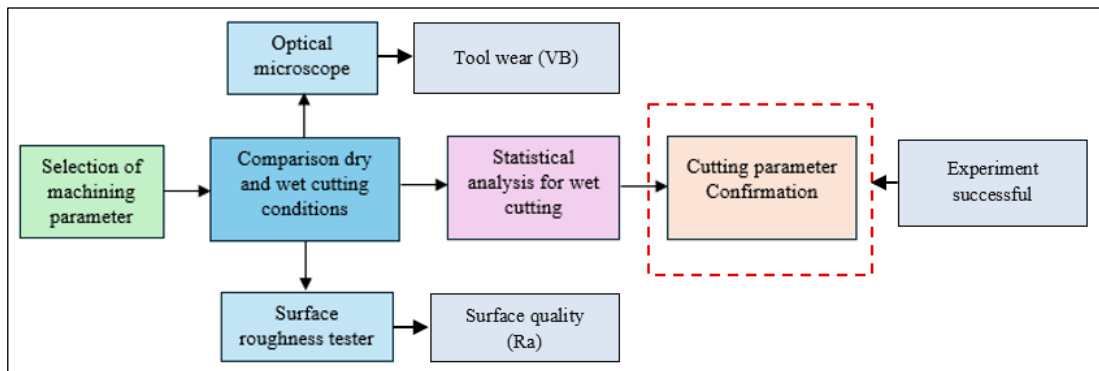 Optical
microscope
Tool wear (VB)
Selection of
machining
parameter
Comparison dry
and wet cutting
conditions
Statistical
analysis for wet
cutting
Cutting parameter
Confirmation
Experiment
successful
Surface
roughness tester
Surface quality
(Ra)